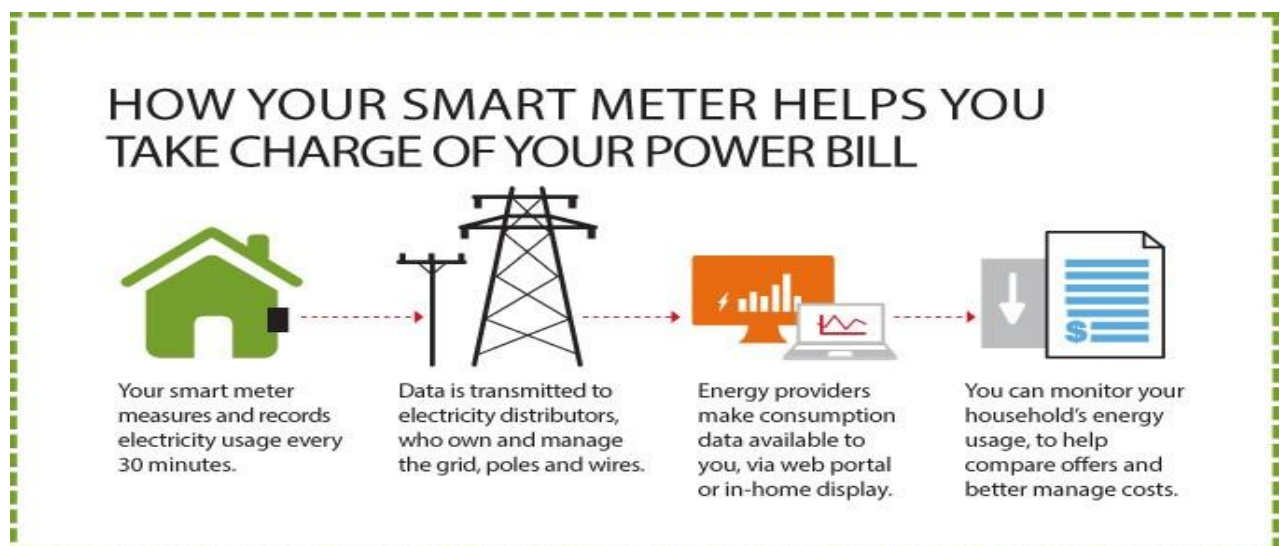 HOW YOUR SMART METER HELPS YOU
TAKE CHARGE OF YOUR POWER BILL
Your smart meter
measures and records
electricity usage every
30 minutes.
Data is transmitted to
electricity distributors,
who own and manage
the grid, poles and wires.
Energy providers
make consumption
data available to
you, via web portal
or in-home display.
$
You can monitor your
household’s energy
usage, to help
compare offers and
better manage costs.